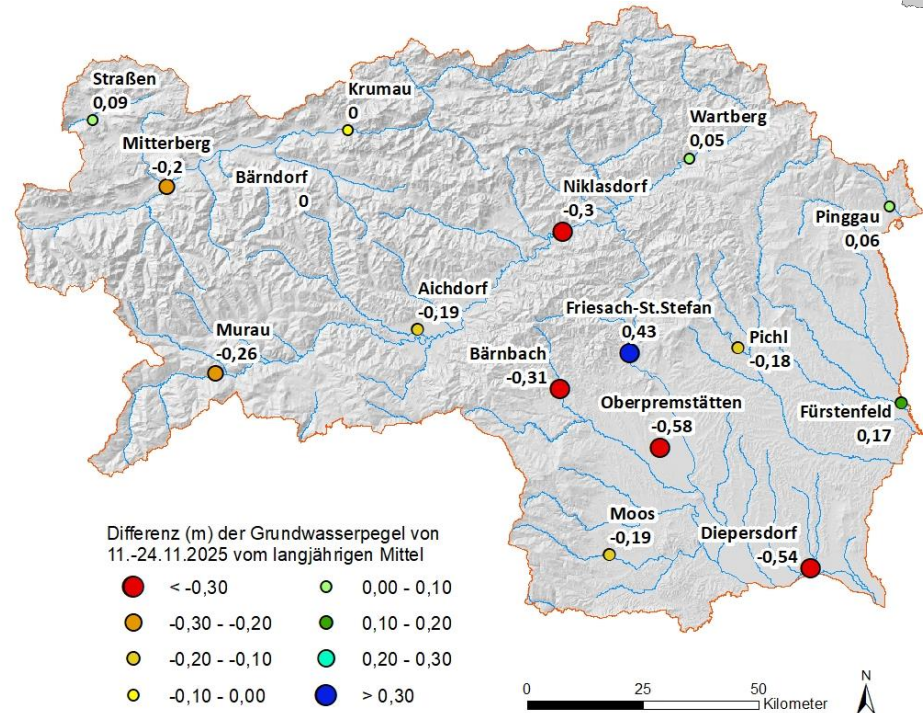 Straßen
0,09
Krumau
0
Wartberg
0,05
Mitterberg
-0,2
Bärndorf
0
Niklasdorf
-0,3
Pinggau
0,06
Aichdorf
-0,19
Friesach-St.Stefan
0,43
Murau
-0,26
Pichl
-0,18
Bärnbach
-0,31
Oberpremstätten
-0,58
Fürstenfeld
0,17
Moos
-0,19
Diepersdorf
-0,54
Differenz (m) der Grundwasserpegel von
11.-24.11.2025 vom langjährigen Mittel
< -0,30
-0,30 - -0,20
-0,20 - -0,10
-0,10 - 0,00
0,00 - 0,10
0,10 - 0,20
0,20 - 0,30
> 0,30
0 25 50
Kilometer
N